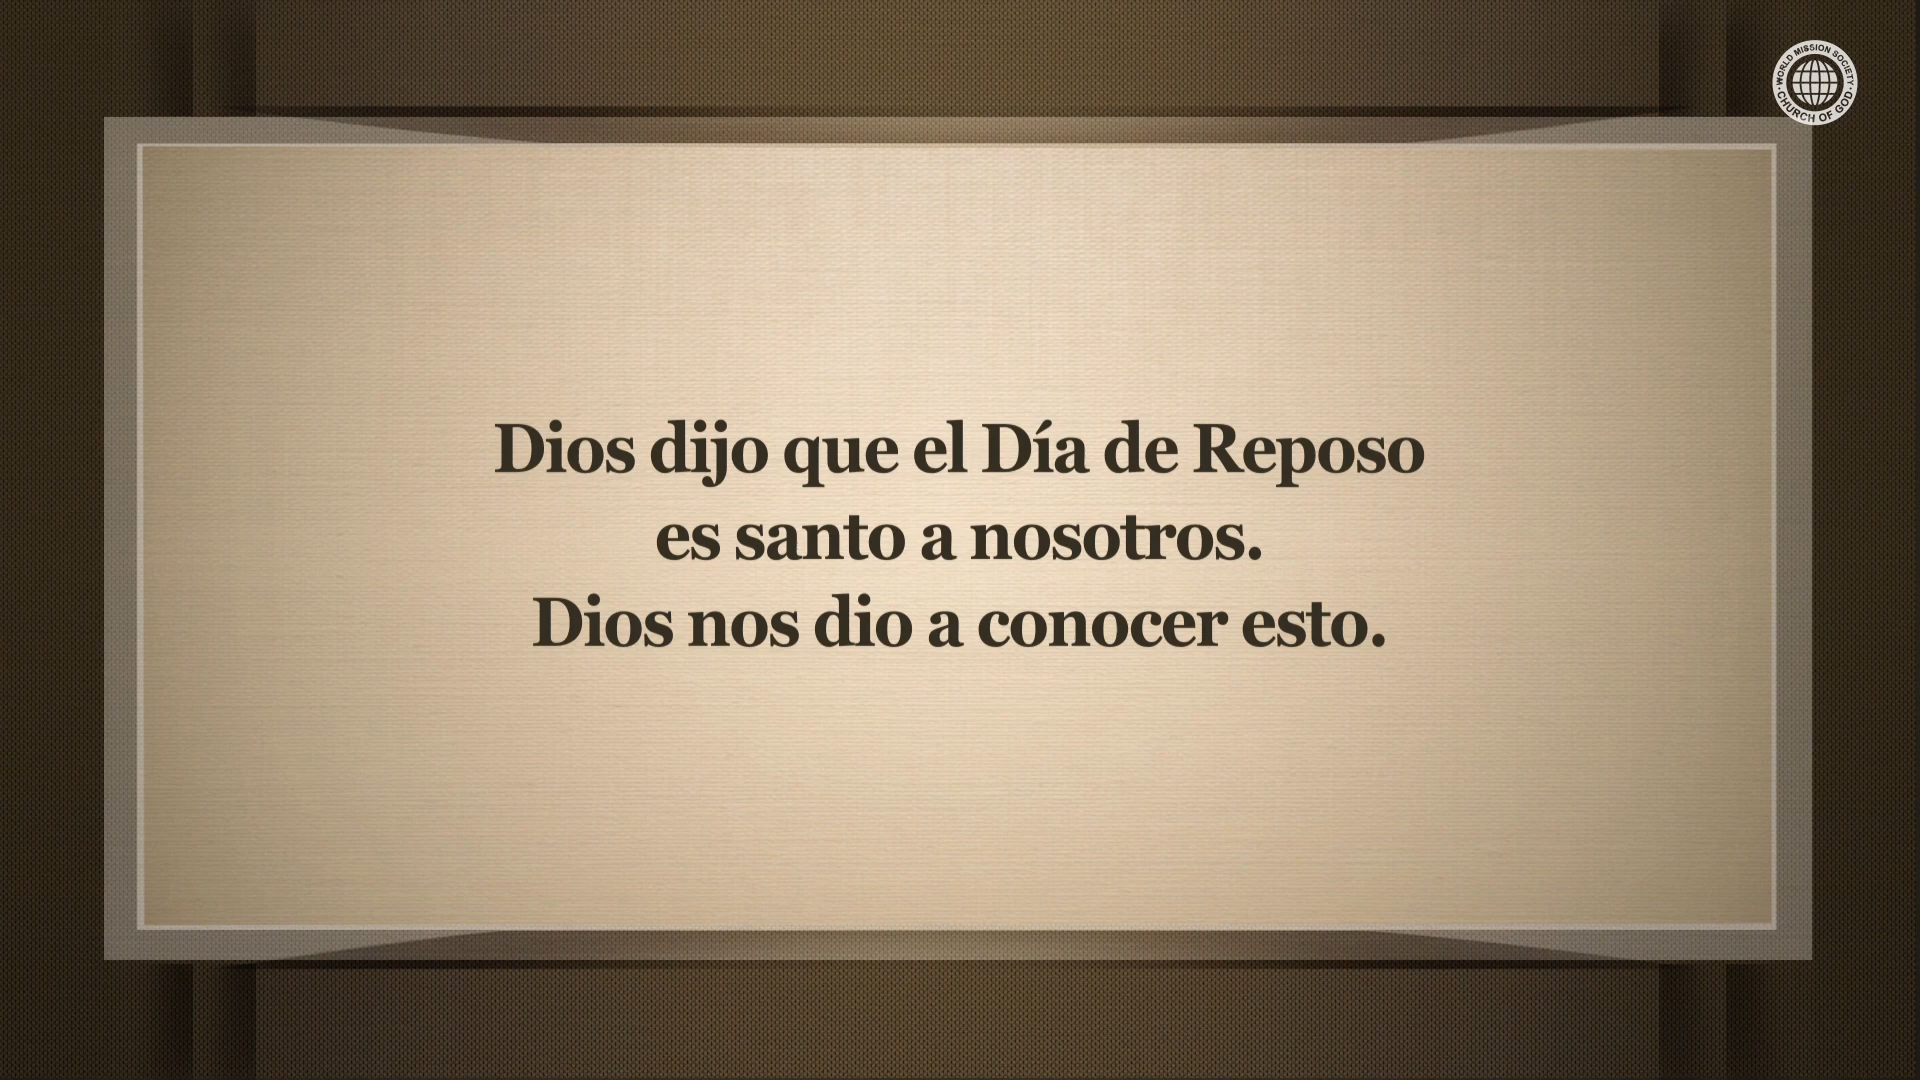 WORLD MISSION SOCIETY
CHURCH OF GOD
Dios dijo que el Día de Reposo
es santo a nosotros.
Dios nos dio a conocer esto.